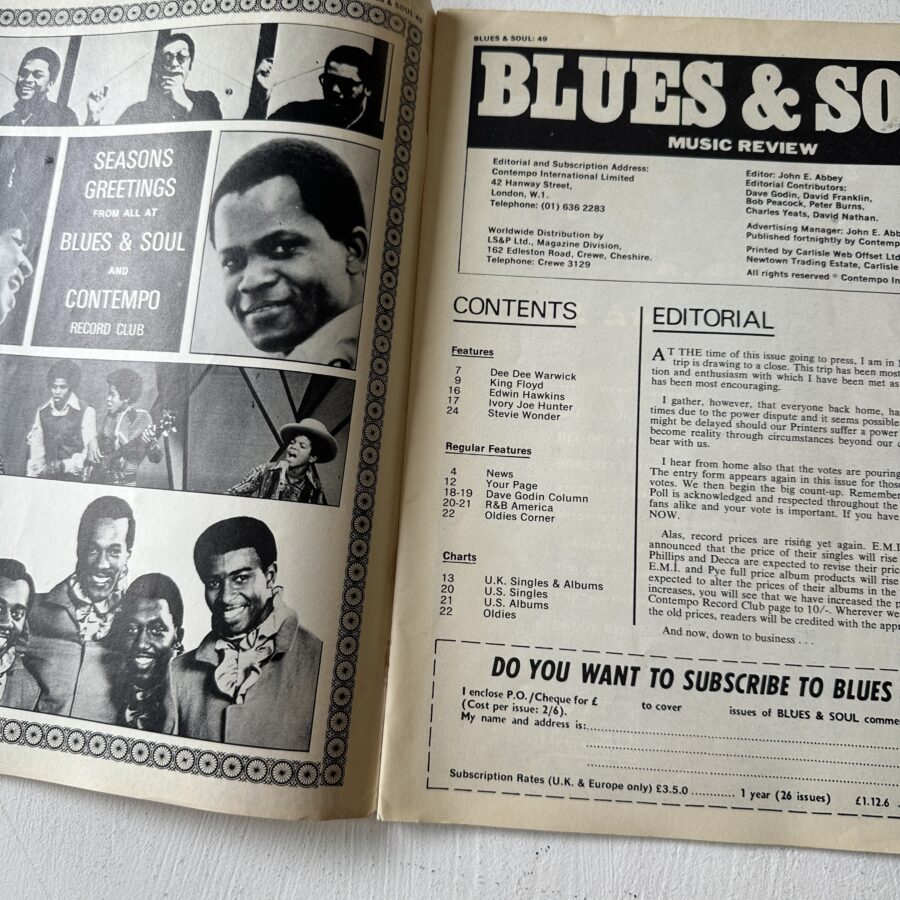 & SOUL 49
SEASONS
GREETINGS
FROM ALL AT
BLUES & SOUL
AND
CONTEMPO
RECORD CLUB
BLUES & SOUL: 49
BLUES & SO
MUSIC REVIEW
Editorial and Subscription Address:
Contempo International Limited
42 Hanway Street,
London, W.1.
Telephone: (01) 636 2283
Worldwide Distribution by
LS&P Ltd., Magazine Division,
162 Edleston Road, Crewe, Cheshire.
Telephone: Crewe 3129
Editor: John E. Abbey
Editorial Contributors:
Dave Godin, David Franklin,
Bob Peacock, Peter Burns,
Charles Yeats, David Nathan.
Advertising Manager: John E. Abb
Published fortnightly by Contemp
Printed by Carlisle Web Offset Ltd
Newtown Trading Estate, Carlisle
All rights reserved © Contempo In
CONTENTS
Features
7 Dee Dee Warwick
9 King Floyd
16 Edwin Hawkins
17 Ivory Joe Hunter
24 Stevie Wonder
Regular Features
4 News
12 Your Page
18-19 Dave Godin Column
20-21 R&B America
22 Oldies Corner
Charts
13 U.K. Singles & Albums
20 U.S. Singles
21 U.S. Albums
22 Oldies
EDITORIAL
AT THE time of this issue going to press, I am in
trip is drawing to a close. This trip has been most
tion and enthusiasm with which I have been met as
has been most encouraging.
I gather, however, that everyone back home, ha
times due to the power dispute and it seems possible
might be delayed should our Printers suffer a power
become reality through circumstances beyond our
bear with us.
I hear from home also that the votes are pouring
The entry form appears again in this issue for those
votes. We then begin the big count-up. Remember
Poll is acknowledged and respected throughout the
fans alike and your vote is important. If you have
NOW.
Alas, record prices are rising yet again. E.M.I
announced that the price of their singles will rise
Phillips and Decca are expected to revise their pric
E.M.I. and Pye full price album products will rise
expected to alter the prices of their albums in the
increases, you will see that we have increased the p
Contempo Record Club page to 10/-. Wherever we
the old prices, readers will be credited with the appr
And now, down to business . . .
DO YOU WANT TO SUBSCRIBE TO BLUES
I enclose P.O./Cheque for £ to cover issues of BLUES & SOUL comme
(Cost per issue: 2/6).
My name and address is:
Subscription Rates (U.K. & Europe only) £3.5.0 .......... 1 year (26 issues) £1.12.6